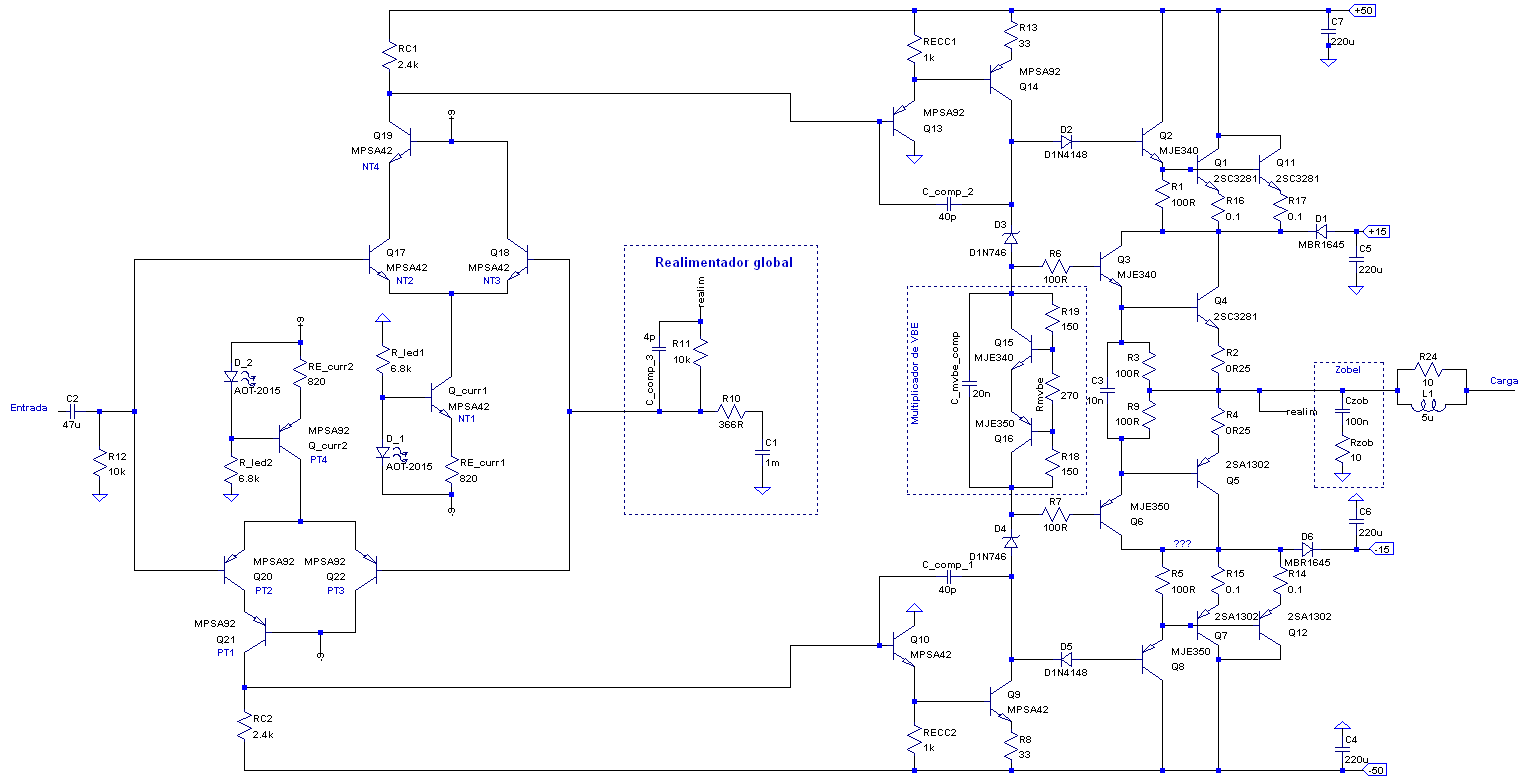 +50
C7
220u
RC1
2.4k
RECC1
1k
R13
33
MPSA92
Q14
MPSA92
Q13
Q19
MPSA42
NT4
+9
D2
D1N4148
Q2
MJE340
Q1
2SC3281
Q11
2SC3281
R1
100R
R16
0.1
R17
0.1
C_comp_2
40p
D3
D1N746
D1
MBR1645
+15
C5
220u
Q17
MPSA42
NT2
Q18
MPSA42
NT3
Realimentador global
realim
4p
C_comp_3
R11
10k
R10
366R
C1
1m
R6
100R
Q3
MJE340
Q4
2SC3281
Multiplicador de VBE
C_mvbe_comp
20n
Q15
MJE340
MJE350
Q16
R19
150
Rmvbe
270
R18
150
C3
10n
R3
100R
R9
100R
R2
0R25
R4
0R25
realim
Zobel
Czob
100n
Rzob
10
R24
10
L1
5u
Carga
+9
D_2
AOT-2015
RE_curr2
820
R_led1
6.8k
Q_curr1
MPSA42
NT1
Entrada
C2
47u
R12
10k
R_led2
6.8k
MPSA92
Q_curr2
PT4
D_1
AOT-2015
RE_curr1
820
-9
2SA1302
Q5
R7
100R
MJE350
Q6
C6
220u
-15
???
D6
MBR1645
D4
D1N746
C_comp_1
40p
R5
100R
R15
0.1
R14
0.1
MPSA92
Q20
PT2
MPSA92
Q22
PT3
MPSA92
Q21
PT1
-9
Q10
MPSA42
D5
D1N4148
2SA1302
Q7
2SA1302
Q12
MJE350
Q8
Q9
MPSA42
RC2
2.4k
RECC2
1k
R8
33
C4
220u
-50